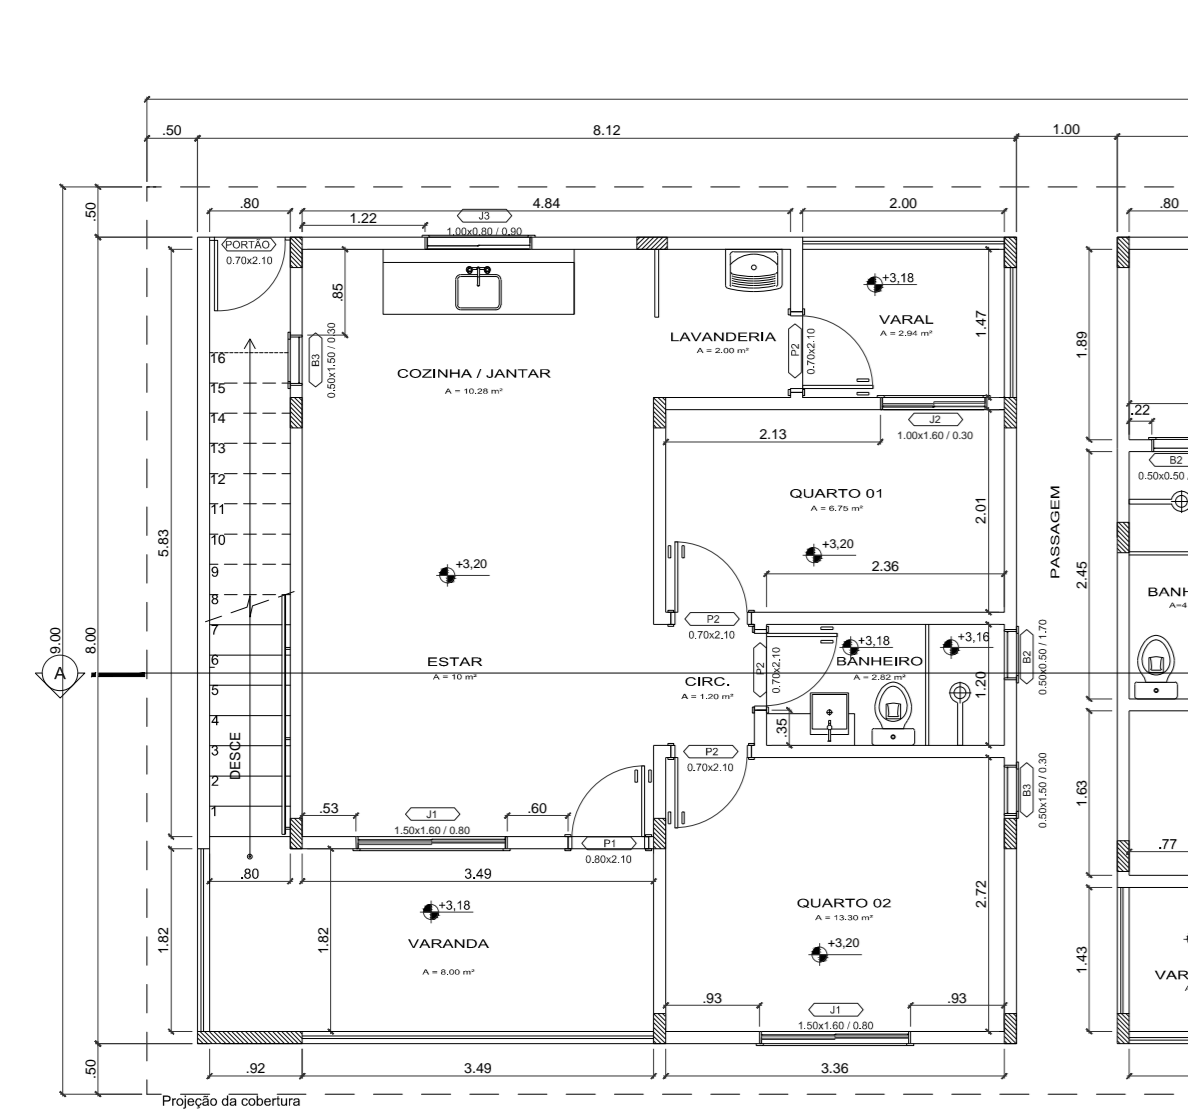 .50
8.12
1.00
.50
.80
1.22
4.84
J3
1.00x0.80 / 0.90
2.00
.80
PORTÃO
0.70x2.10
.85
+3,18
VARAL
A = 2.94 m²
1.47
1.89
LAVANDERIA
A = 2.00 m²
P2
0.70x2.10
B3
0.50x1.50 / 0.30
COZINHA / JANTAR
A = 10.28 m²
16
15
14
13
12
11
10
9
8
7
6
5
4
3
2
1
DESCE
J2
1.00x1.60 / 0.30
.22
B2
0.50x0.50
2.13
QUARTO 01
A = 6.75 m²
2.01
PASSAGEM
5.83
+3,20
+3,20
2.36
2.45
BANH
A=4
P2
0.70x2.10
9.00
8.00
A
ESTAR
A = 10 m²
CIRC.
A = 1.20 m²
P2
0.70x2.10
+3,18
BANHEIRO
A = 2.82 m²
+3,16
1.20
B2
0.50x0.50 / 1.70
.35
P2
0.70x2.10
B3
0.50x1.50 / 0.30
1.63
.53
J1
1.50x1.60 / 0.80
.60
P1
0.80x2.10
.77
.80
3.49
1.82
1.82
+3,18
VARANDA
A = 8.00 m²
QUARTO 02
A = 13.30 m²
+3,20
2.72
1.43
VAR
.93
J1
1.50x1.60 / 0.80
.93
.50
.92
3.49
3.36
Projeção da cobertura